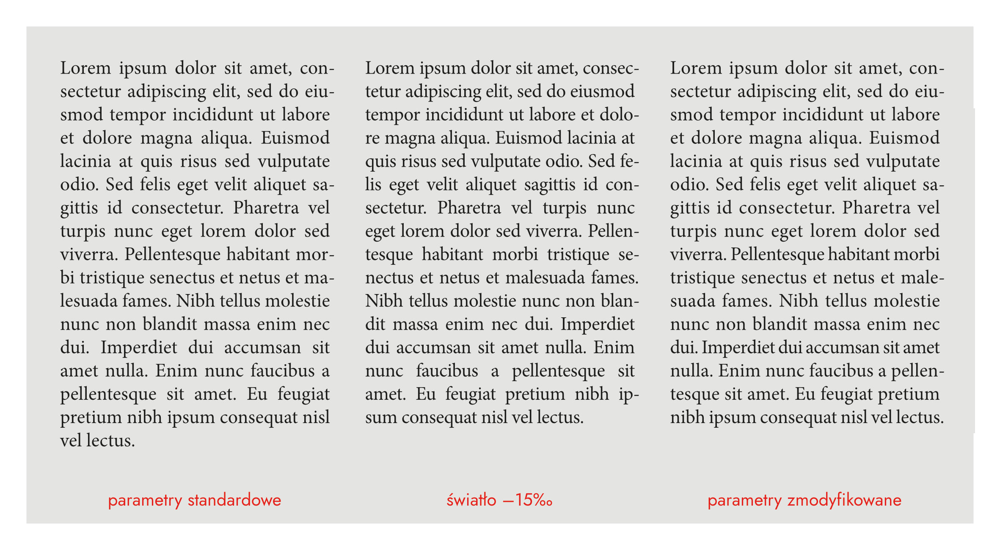 Lorem ipsum dolor sit amet, con-
sectetur adipiscing elit, sed do eiu-
smod tempor incididunt ut labore
et dolore magna aliqua. Euismod
lacinia at quis risus sed vulputate
odio. Sed felis eget velit aliquet sa-
gittis id consectetur. Pharetra vel
turpis nunc eget lorem dolor sed
viverra. Pellentesque habitant mor-
bi tristique senectus et netus et ma-
lesuada fames. Nibh tellus molestie
nunc non blandit massa enim nec
dui. Imperdiet dui accumsan sit
amet nulla. Enim nunc faucibus a
pellentesque sit amet. Eu feugiat
pretium nibh ipsum consequat nisl
vel lectus.
parametry standardowe
Lorem ipsum dolor sit amet, consec-
tetur adipiscing elit, sed do eiusmod
tempor incididunt ut labore et dolo-
re magna aliqua. Euismod lacinia at
quis risus sed vulputate odio. Sed fe-
lis eget velit aliquet sagittis id con-
sectetur. Pharetra vel turpis nunc
eget lorem dolor sed viverra. Pellen-
tesque habitant morbi tristique se-
nectus et netus et malesuada fames.
Nibh tellus molestie nunc non blan-
dit massa enim nec dui. Imperdiet
dui accumsan sit amet nulla. Enim
nunc faucibus a pellentesque sit
amet. Eu feugiat pretium nibh ip-
sum consequat nisl vel lectus.
światło –15‰
Lorem ipsum dolor sit amet, con-
sectetur adipiscing elit, sed do eiu-
smod tempor incididunt ut labore
et dolore magna aliqua. Euismod
lacinia at quis risus sed vulputate
odio. Sed felis eget velit aliquet sa-
gittis id consectetur. Pharetra vel
turpis nunc eget lorem dolor sed
viverra. Pellentesque habitant morbi
tristique senectus et netus et male-
suada fames. Nibh tellus molestie
nunc non blandit massa enim nec
dui. Imperdiet dui accumsan sit amet
nulla. Enim nunc faucibus a pellen-
tesque sit amet. Eu feugiat pretium
nibh ipsum consequat nisl vel lectus.
parametry zmodyfikowane